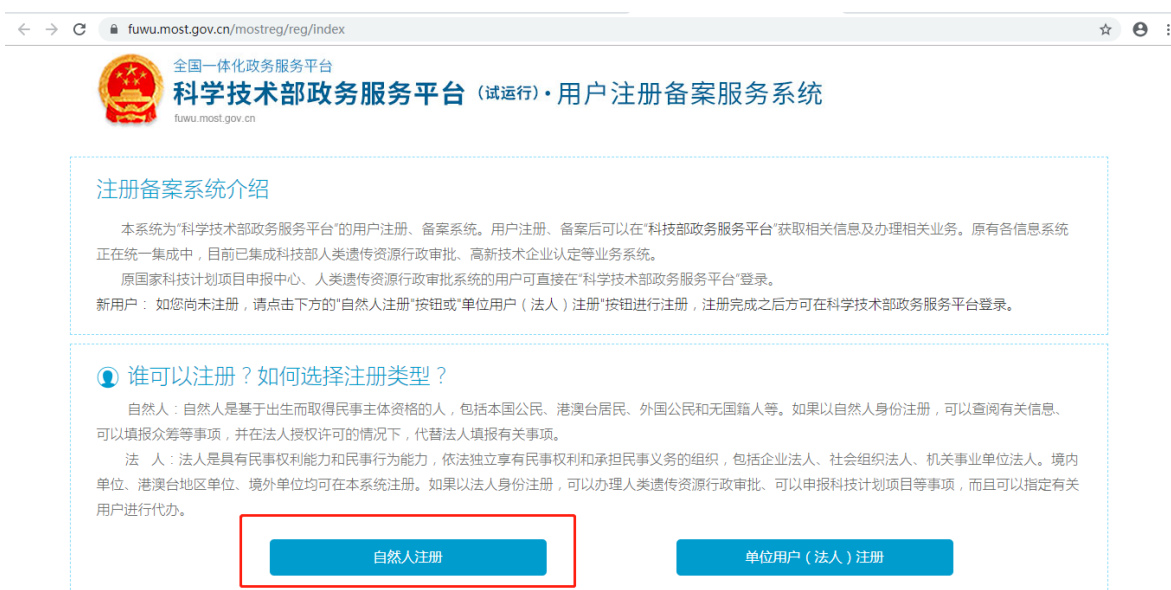 fuwu.most.gov.cn/mostreg/reg/index
全国一体化政务服务平台
科学技术部政务服务平台（试运行）·用户注册备案服务系统
fuwu.most.gov.cn
注册备案系统介绍
本系统为“科学技术部政务服务平台”的用户注册、备案系统。用户注册、备案后可以在“科技部政务服务平台”获取相关信息及办理相关业务。原有各信息系统
正在统一集成中，目前已集成科技部人类遗传资源行政审批、高新技术企业认定等业务系统。
原国家科技计划项目申报中心、人类遗传资源行政审批系统的用户可直接在“科学技术部政务服务平台”登录。
新用户： 如您尚未注册，请点击下方的"自然人注册"按钮或"单位用户（法人）注册"按钮进行注册，注册完成之后方可在科学技术部政务服务平台登录。
谁可以注册？如何选择注册类型？
自然人：自然人是基于出生而取得民事主体资格的人，包括本国公民、港澳台居民、外国公民和无国籍人等。如果以自然人身份注册，可以查阅有关信息、
可以填报众筹等事项，并在法人授权许可的情况下，代替法人填报有关事项。
法 人：法人是具有民事权利能力和民事行为能力，依法独立享有民事权利和承担民事义务的组织，包括企业法人、社会组织法人、机关事业单位法人。境内
单位、港澳台地区单位、境外单位均可在本系统注册。如果以法人身份注册，可以办理人类遗传资源行政审批、可以申报科技计划项目等事项，而且可以指定有关
用户进行代办。
自然人注册
单位用户（法人）注册